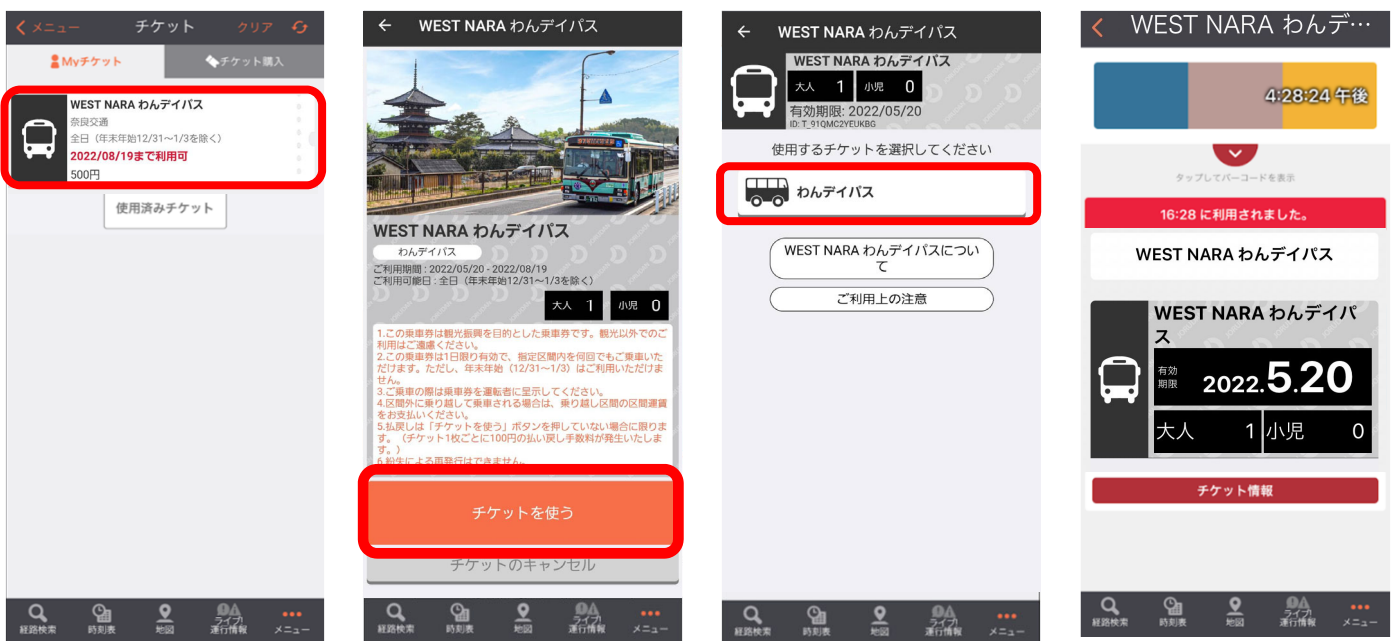 メニュー
チケット
クリア
Myチケット
チケット購入
WEST NARA わんデイパス
奈良交通
全日（年末年始12/31～1/3を除く）
2022/08/19まで利用可
500円
使用済みチケット
経路検索
時刻表
地図
ライブ!
運行情報
メニュー
WEST NARA わんデイパス
WEST NARA わんデイパス
わんデイパス
ご利用期間 : 2022/05/20 - 2022/08/19
ご利用可能日 : 全日（年末年始12/31～1/3を除く）
大人 1 小児 0
1.この乗車券は観光振興を目的とした乗車券です。観光以外でのご
利用はご遠慮ください。
2.この乗車券は1日限り有効で、指定区間内を何回でもご乗車いた
だけます。ただし、年末年始（12/31～1/3）はご利用いただけま
せん。
3.ご乗車の際は乗車券を運転者に呈示してください。
4.区間外に乗り越して乗車される場合は、乗り越し区間の区間運賃
をお支払いください。
5.払戻しは「チケットを使う」ボタンを押していない場合に限りま
す。（チケット1枚ごとに100円の払い戻し手数料が発生いたしま
す。）
6.紛失による再発行はできません。
チケットを使う
チケットのキャンセル
経路検索
時刻表
地図
ライブ!
運行情報
メニュー
WEST NARA わんデイパス
WEST NARA わんデイパス
大人 1 小児 0
有効期限: 2022/05/20
ID: T_91QMC2YEUKBG
使用するチケットを選択してください
わんデイパス
WEST NARA わんデイパスについ
て
ご利用上の注意
経路検索
時刻表
地図
ライブ!
運行情報
メニュー
WEST NARA わんデ…
4:28:24 午後
タップしてバーコードを表示
16:28 に利用されました。
WEST NARA わんデイパス
WEST NARA わんデイパ
ス
有効
期限 2022.5.20
大人 1 小児 0
チケット情報
経路検索
時刻表
地図
ライブ!
運行情報
メニュー